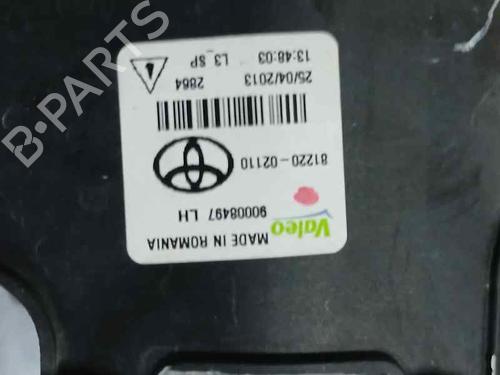 Valeo MADE IN ROMANIA
90008497 LH
81220-02110
2864 25/04/2013
L3_SP 13:48:03
B-PARTS